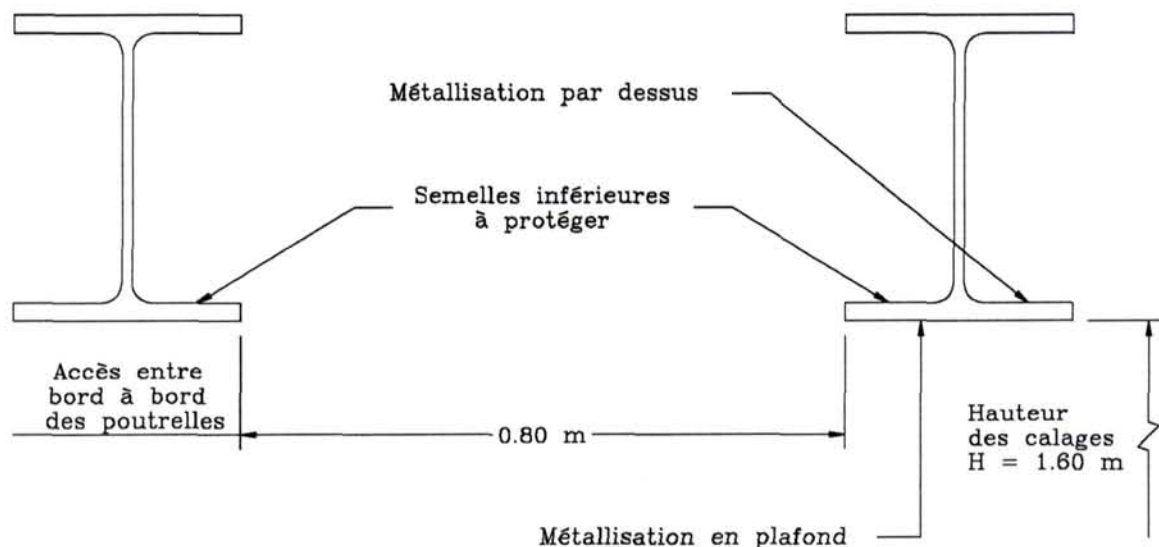 Métallisation par dessus
Semelles inférieures
à protéger
Accès entre
bord à bord
des poutrelles
0.80 m
Hauteur
des calages
H = 1.60 m
Métallisation en plafond